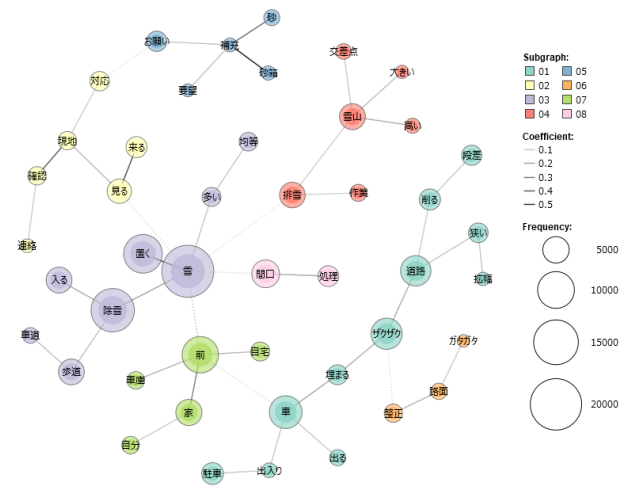 砂
お願い
補充
砂箱
要望
対応
交差点
大きい
雪山
高い
現地
来る
均等
段差
確認
見る
多い
排雪
作業
削る
連絡
狭い
置く
雪
間口
処理
道路
拡幅
入る
除雪
車道
ザクザク
ガタガタ
前
自宅
歩道
車庫
埋まる
路面
家
車
整正
自分
駐車
出入り
出る
Subgraph:
01 05
02 06
03 07
04 08
Coefficient:
0.1
0.2
0.3
0.4
0.5
Frequency:
5000
10000
15000
20000